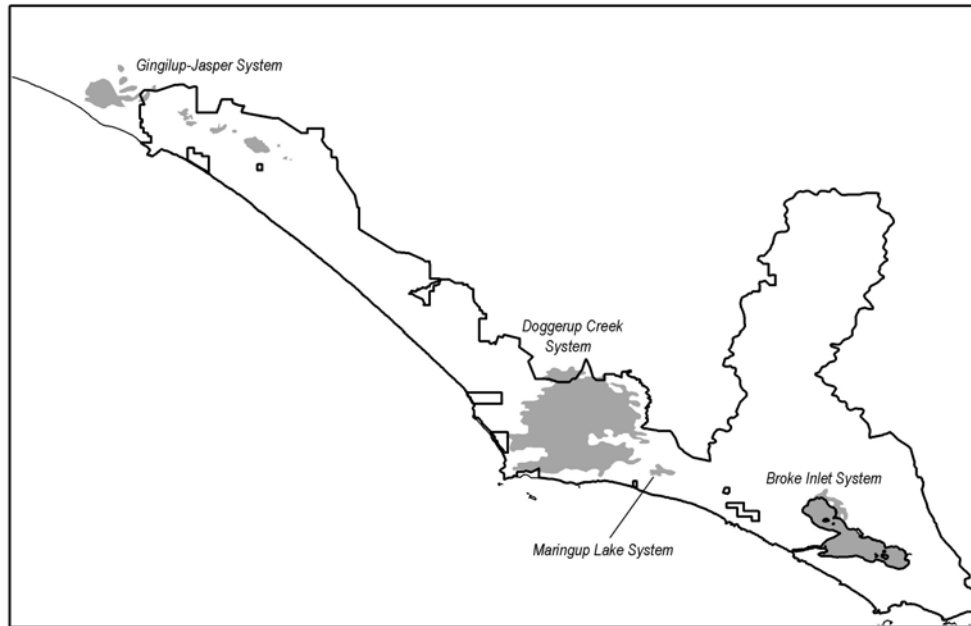 Gingilup-Jasper System
Doggerup Creek
System
Broke Inlet System
Maringup Lake System